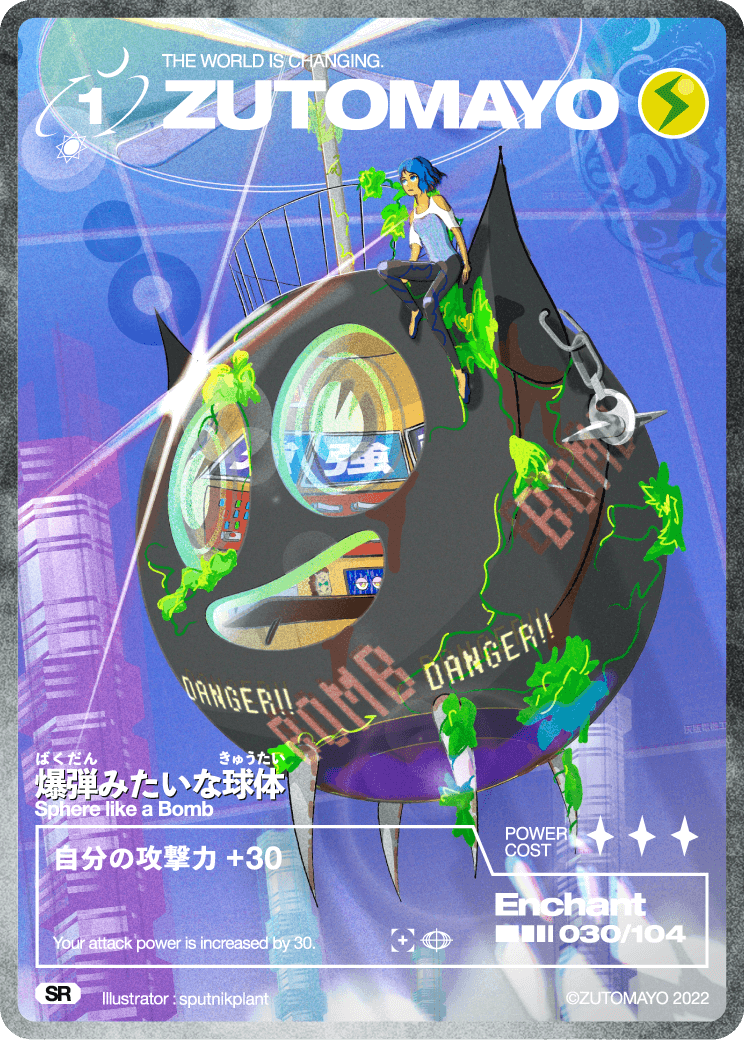 THE WORLD IS CHANGING.
1
ZUTOMAYO
強
BOMB
DANGER!!
DANGER!!
BOMB
ばくだん きゅうたい
爆弾みたいな球体
Sphere like a Bomb
POWER
COST
自分の攻撃力 +30
Your attack power is increased by 30.
Enchant
030/104
SR
Illustrator : sputnikplant
©ZUTOMAYO 2022